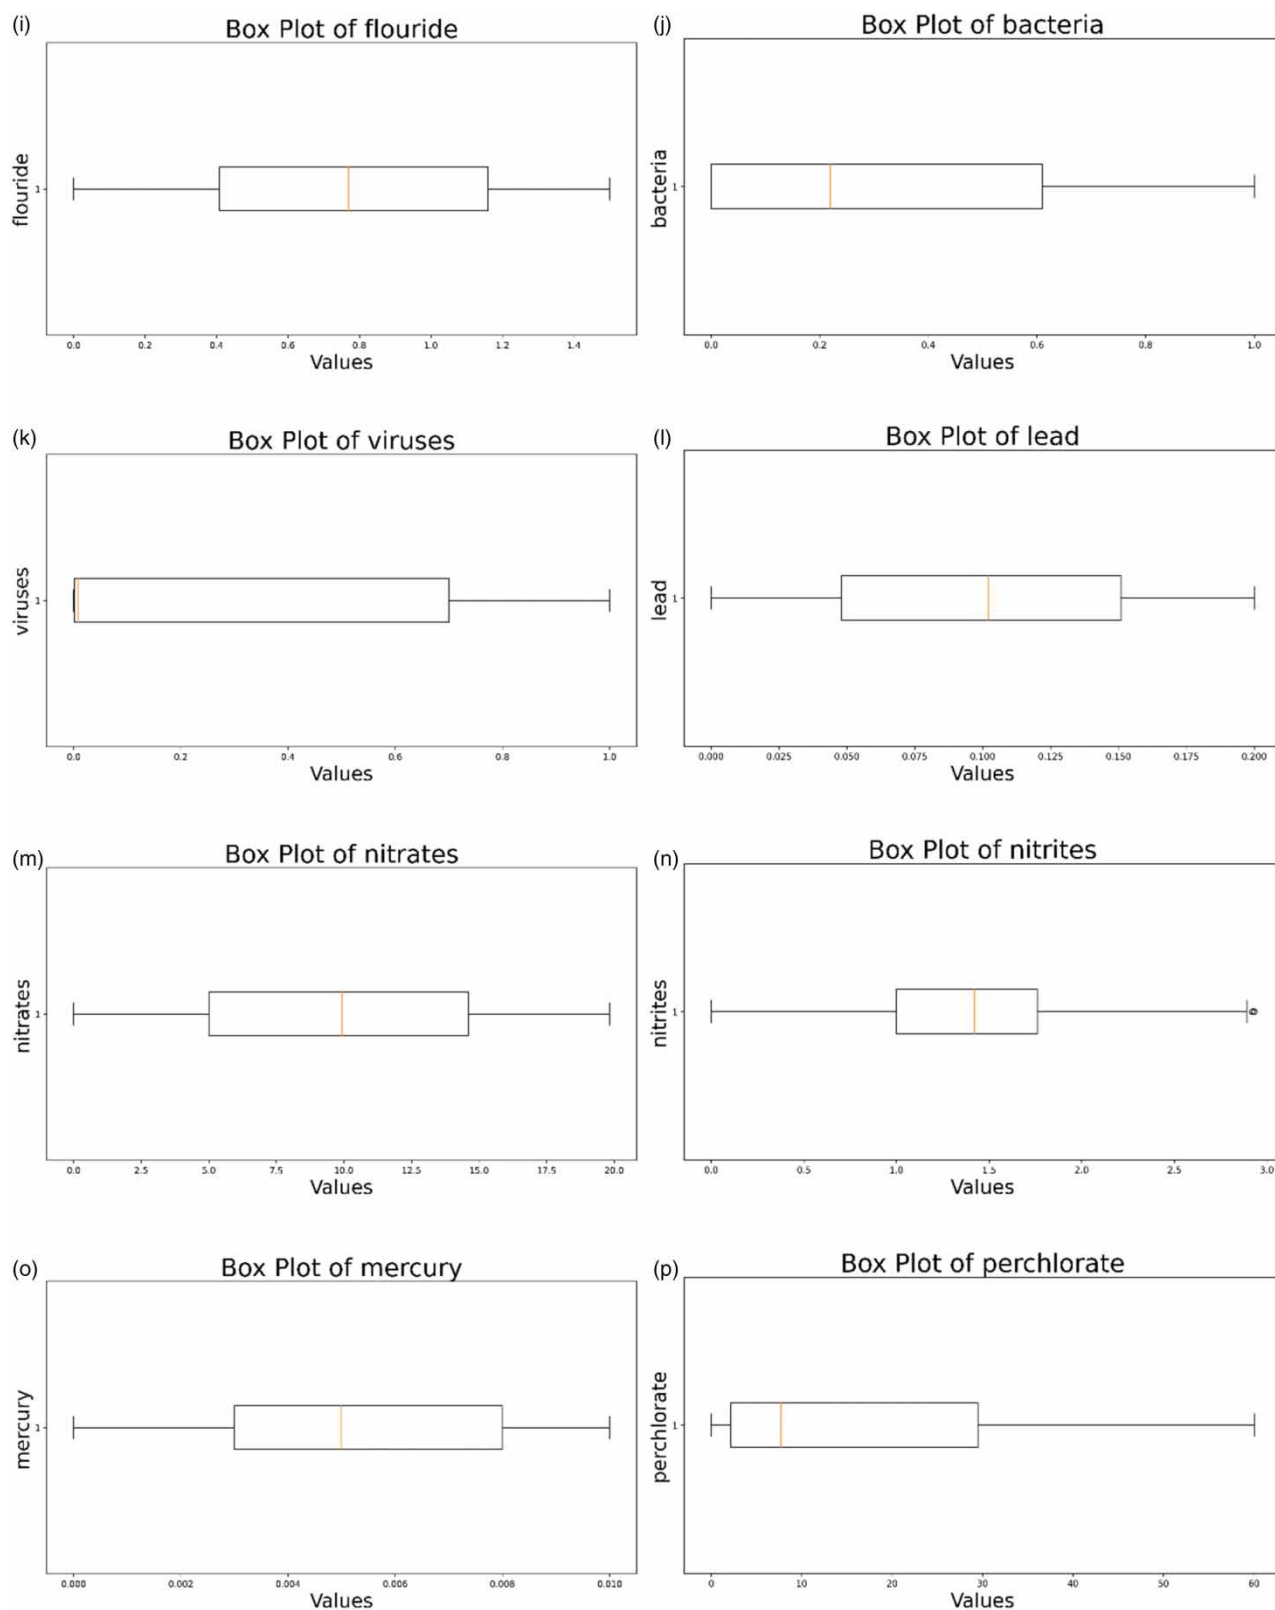 (i)
Box Plot of flouride
flouride
1
0.0 0.2 0.4 0.6 0.8 1.0 1.2 1.4
Values
(j)
Box Plot of bacteria
bacteria
1
0.0 0.2 0.4 0.6 0.8 1.0
Values
(k)
Box Plot of viruses
viruses
1
0.0 0.2 0.4 0.6 0.8 1.0
Values
(l)
Box Plot of lead
lead
1
0.000 0.025 0.050 0.075 0.100 0.125 0.150 0.175 0.200
Values
(m)
Box Plot of nitrates
nitrates
1
0.0 2.5 5.0 7.5 10.0 12.5 15.0 17.5 20.0
Values
(n)
Box Plot of nitrites
nitrites
1
0.0 0.5 1.0 1.5 2.0 2.5 3.0
Values
(o)
Box Plot of mercury
mercury
1
0.000 0.002 0.004 0.006 0.008 0.010
Values
(p)
Box Plot of perchlorate
perchlorate
1
0 10 20 30 40 50 60
Values